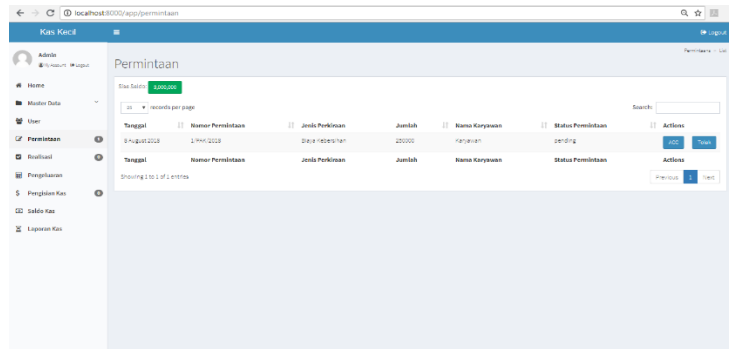 localhost:8000/app/permintaan
Kas Kecil
Logout
Admin
My Account Logout
Permintaans > List
Permintaan
Home
Master Data
User
Permintaan
Realisasi
Pengeluaran
Pengisian Kas
Saldo Kas
Laporan Kas
Sisa Saldo: 3,000,000
records per page
Search:
Tanggal Nomor Permintaan Jenis Perkiraan Jumlah Nama Karyawan Status Permintaan Actions
8 August 2018 Biaya Kebersihan 250000 Karyawan pending ACC Tolak
Tanggal Nomor Permintaan Jenis Perkiraan Jumlah Nama Karyawan Status Permintaan Actions
Showing 1 to 1 of 1 entries
Previous 1 Next